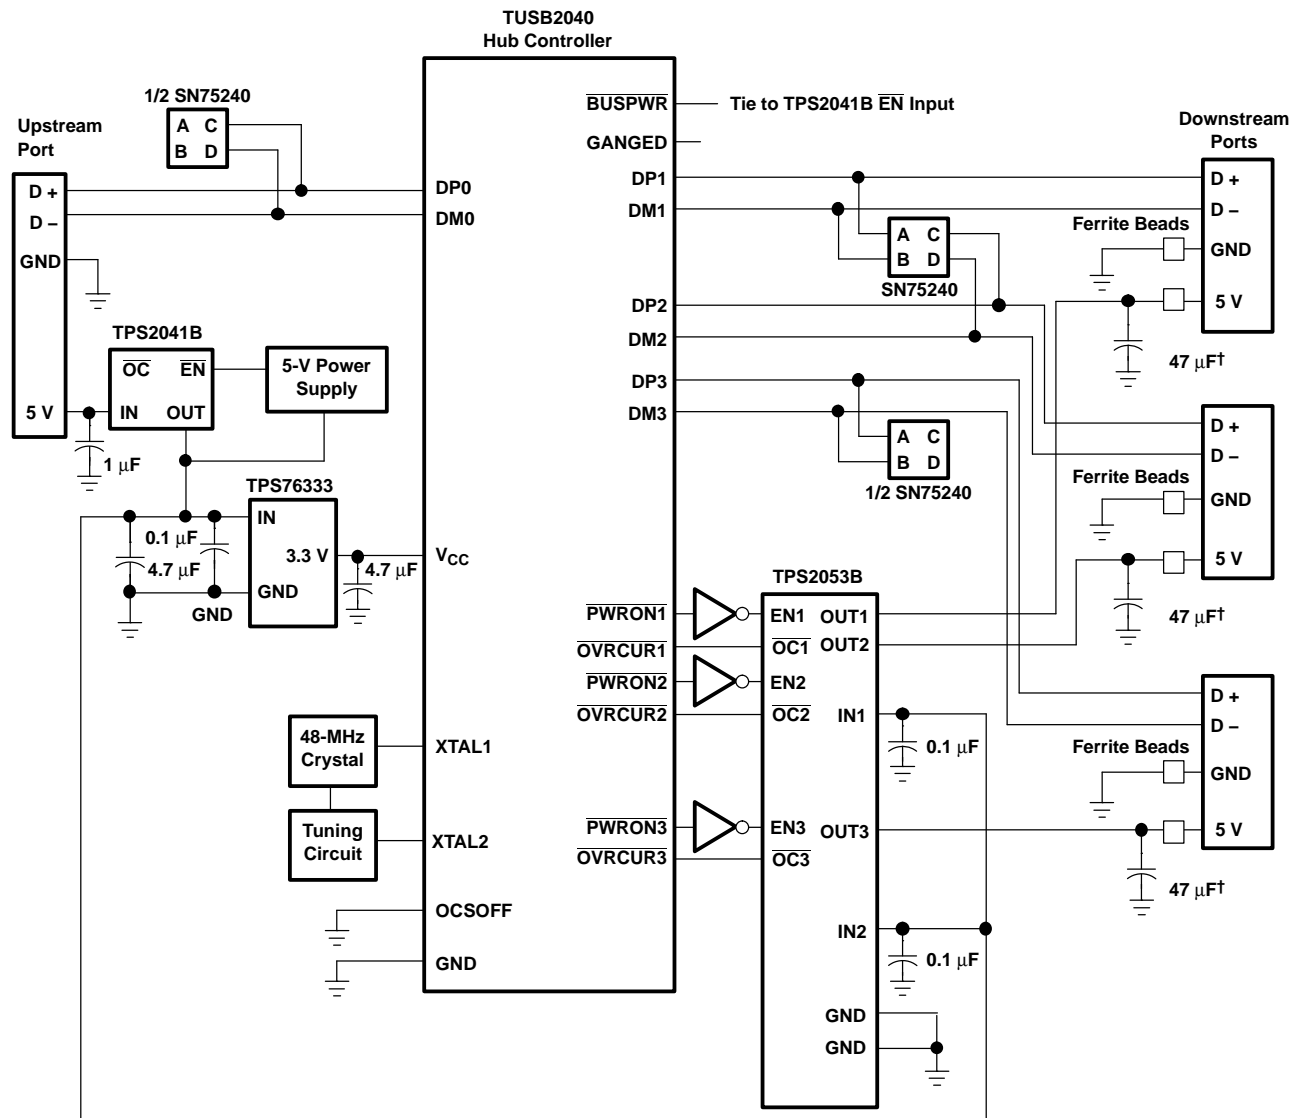 TUSB2040
Hub Controller
1/2 SN75240
A C
B D
Upstream
Port
D +
D –
GND
5 V
DP0
DM0
BUSPWR
Tie to TPS2041B EN Input
GANGED
DP1
DM1
A C
B D
SN75240
DP2
DM2
DP3
DM3
A C
B D
1/2 SN75240
Downstream
Ports
D +
D –
Ferrite Beads
GND
5 V
47 µF†
D +
D –
Ferrite Beads
GND
5 V
47 µF†
D +
D –
Ferrite Beads
GND
5 V
47 µF†
TPS2041B
OC EN
IN OUT
5-V Power
Supply
1 µF
TPS76333
IN
3.3 V
GND
0.1 µF
4.7 µF
GND
4.7 µF
VCC
TPS2053B
PWRON1
EN1
OUT1
OVRCUR1
OC1
OUT2
PWRON2
EN2
OVRCUR2
OC2
IN1
0.1 µF
48-MHz
Crystal
XTAL1
Tuning
Circuit
XTAL2
PWRON3
EN3
OUT3
OVRCUR3
OC3
OCSOFF
GND
IN2
0.1 µF
GND
GND